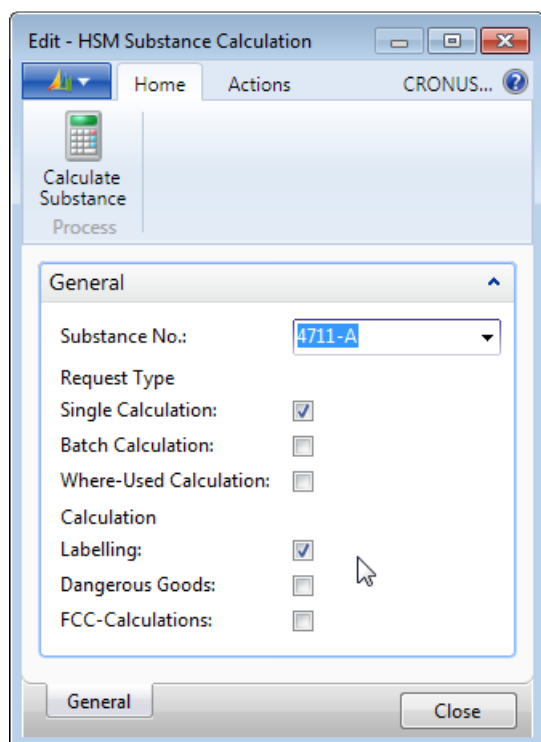 Edit - HSM Substance Calculation
Home Actions CRONUS...
Calculate
Substance
Process
General
Substance No.: 4711-A
Request Type
Single Calculation:
Batch Calculation:
Where-Used Calculation:
Calculation
Labelling:
Dangerous Goods:
FCC-Calculations:
General Close